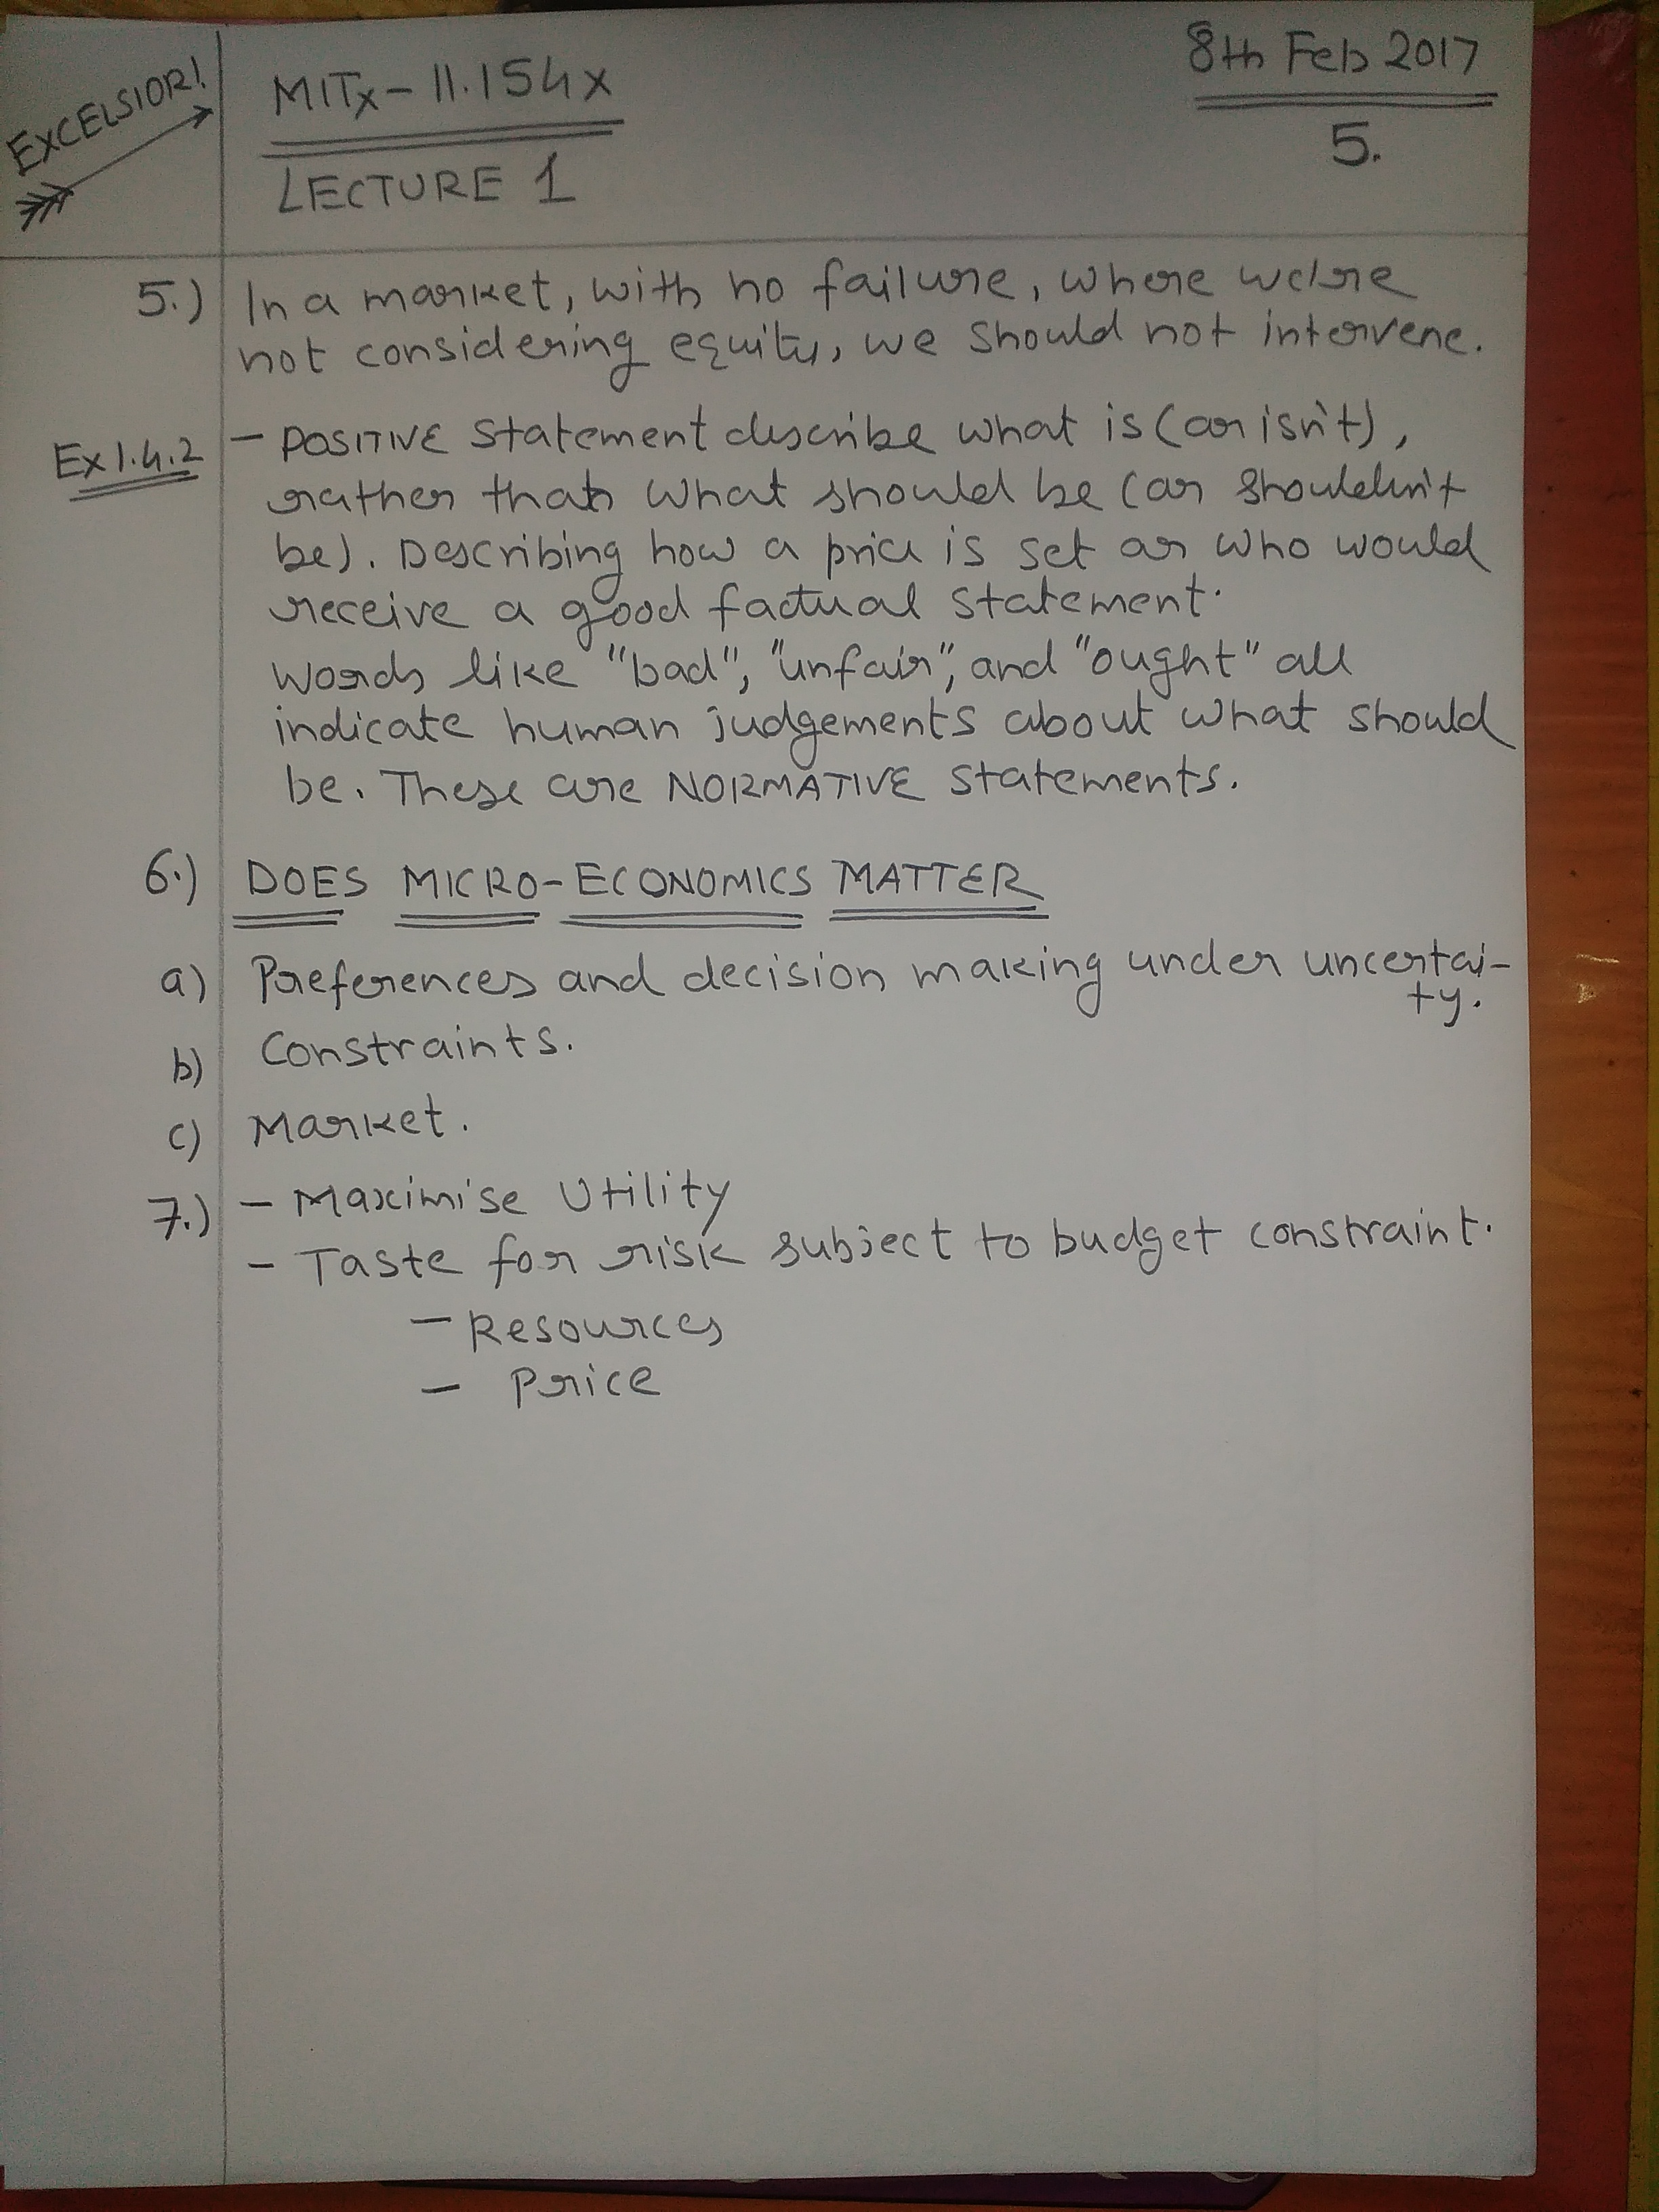 EXCELSIOR!
MITx - 11.154x
LECTURE 1
8th Feb 2017
5.
5.) In a market, with no failure, where we're
not considering equity, we should not intervene.
Ex 1.4.2 - POSITIVE statement describe what is (or isn't),
rather than what should be (or shouldn't
be). Describing how a price is set or who would
receive a good factual statement.
Words like "bad", "unfair", and "ought" all
indicate human judgements about what should
be. These are NORMATIVE statements.
6.) DOES MICRO-ECONOMICS MATTER
a) Preferences and decision making under uncertai-
ty.
b) Constraints.
c) Market.
7.) - Maximise Utility
- Taste for risk subject to budget constraint.
- Resources
- Price